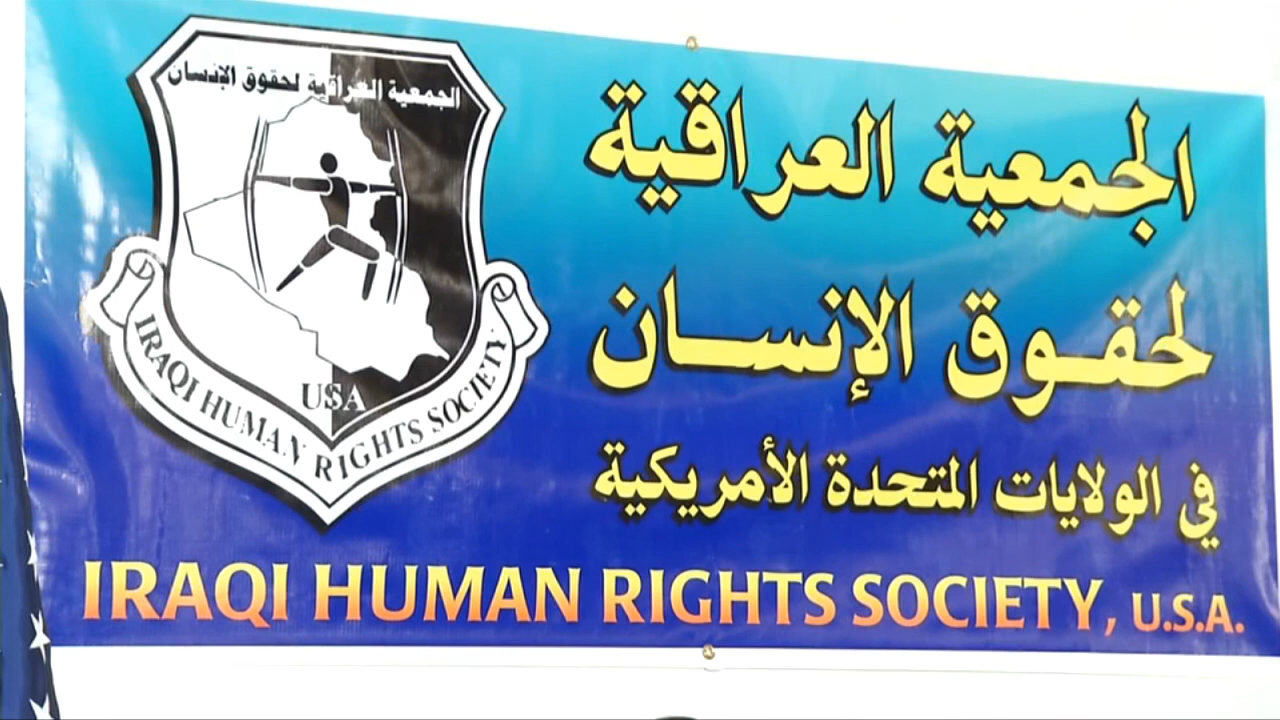 الجمعية العراقية لحقوق الإنسان
USA
IRAQI HUMAN RIGHTS SOCIETY
الجمعية العراقية
لحقوق الإنسان
في الولايات المتحدة الأمريكية
IRAQI HUMAN RIGHTS SOCIETY, U.S.A.